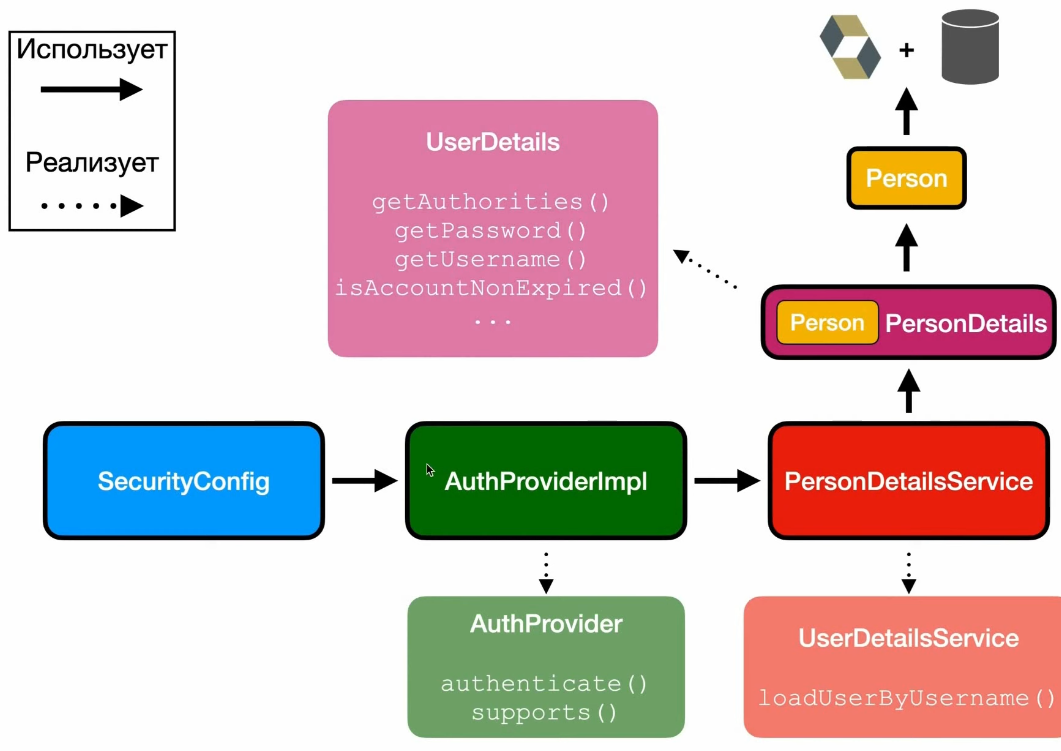 Использует
Реализует
UserDetails
getAuthorities()
getPassword()
getUsername()
isAccountNonExpired()
...
+
Person
Person PersonDetails
SecurityConfig
AuthProviderImpl
PersonDetailsService
AuthProvider
authenticate()
supports()
UserDetailsService
loadUserByUsername()